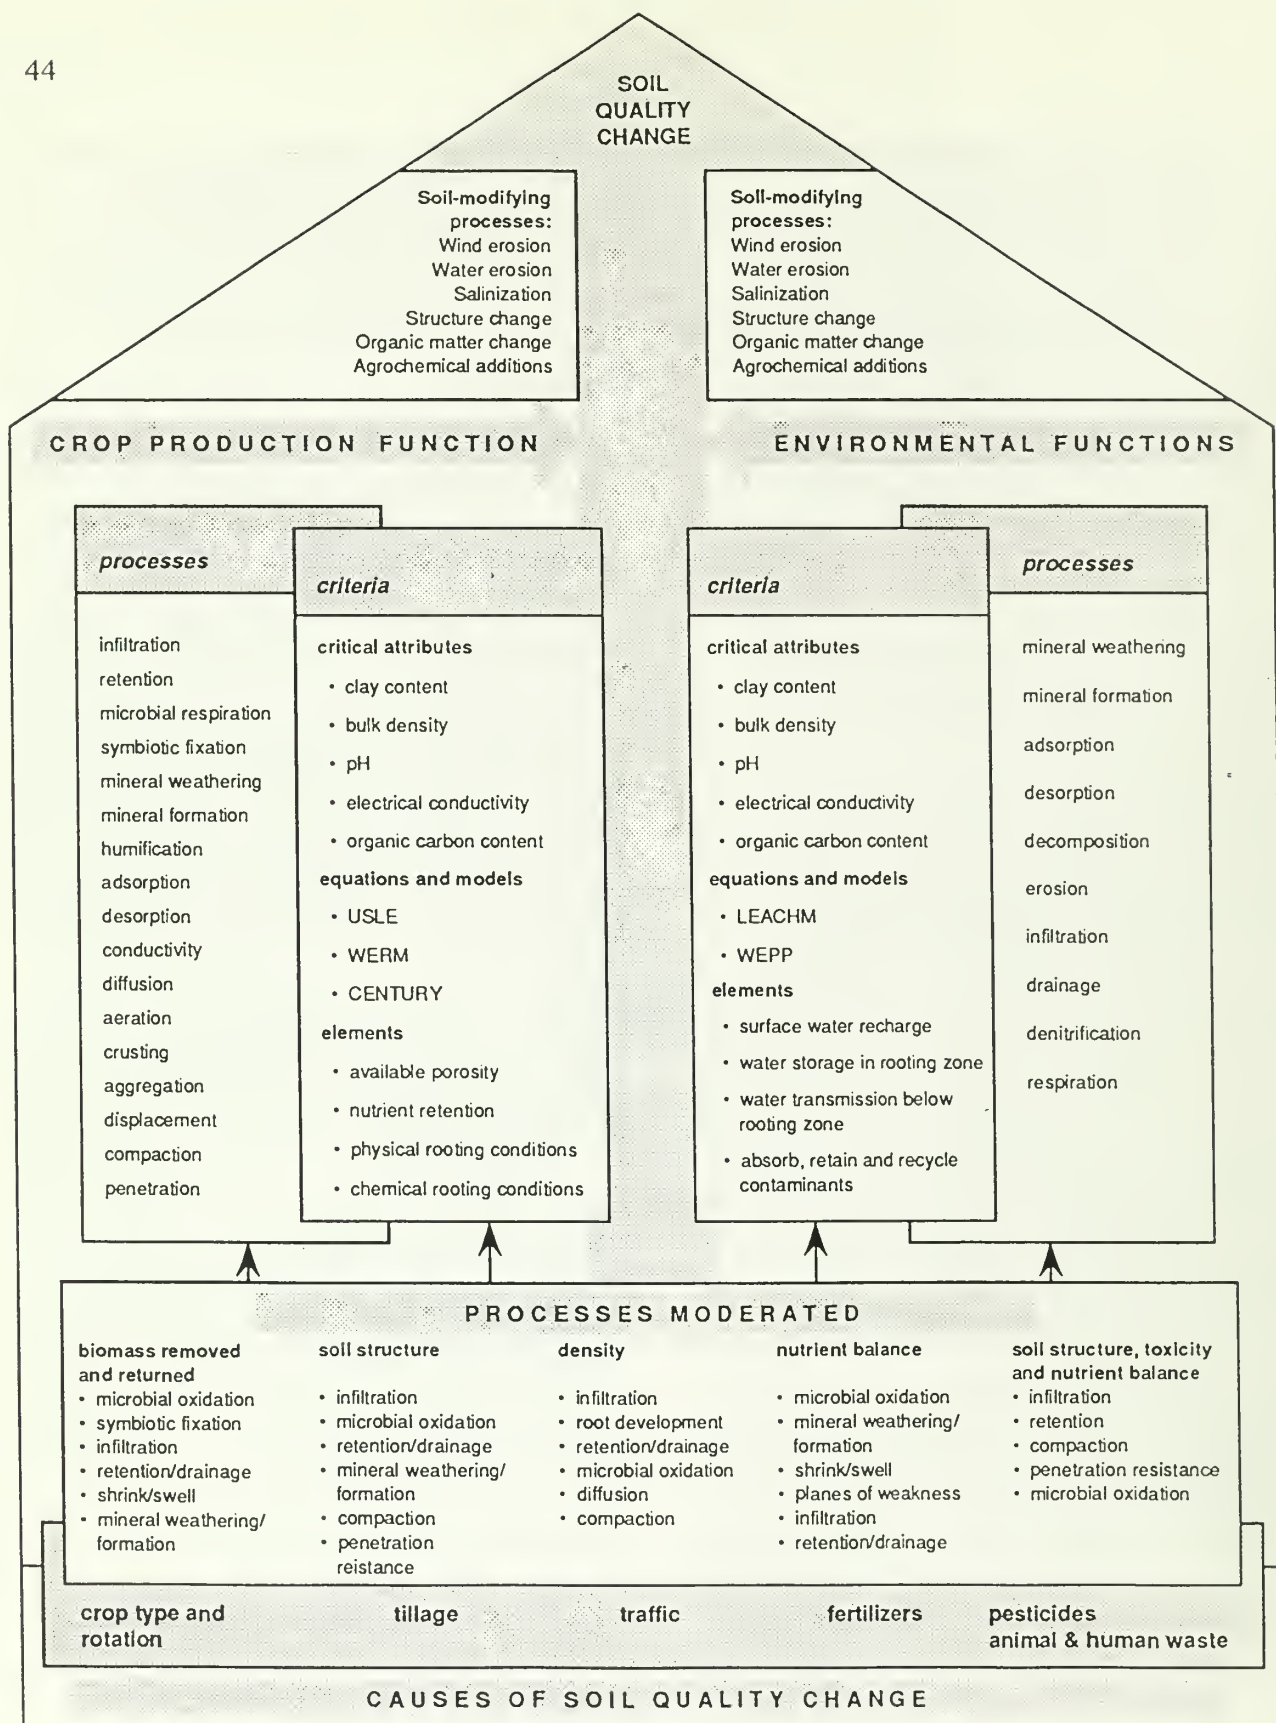 44
SOIL
QUALITY
CHANGE
Soil-modifying
processes:
Wind erosion
Water erosion
Salinization
Structure change
Organic matter change
Agrochemical additions
Soil-modifying
processes:
Wind erosion
Water erosion
Salinization
Structure change
Organic matter change
Agrochemical additions
CROP PRODUCTION FUNCTION
ENVIRONMENTAL FUNCTIONS
processes
infiltration
retention
microbial respiration
symbiotic fixation
mineral weathering
mineral formation
humification
adsorption
desorption
conductivity
diffusion
aeration
crusting
aggregation
displacement
compaction
penetration
criteria
critical attributes
• clay content
• bulk density
• pH
• electrical conductivity
• organic carbon content
equations and models
• USLE
• WERM
• CENTURY
elements
• available porosity
• nutrient retention
• physical rooting conditions
• chemical rooting conditions
criteria
critical attributes
• clay content
• bulk density
• pH
• electrical conductivity
• organic carbon content
equations and models
• LEACHM
• WEPP
elements
• surface water recharge
• water storage in rooting zone
• water transmission below
rooting zone
• absorb, retain and recycle
contaminants
processes
mineral weathering
mineral formation
adsorption
desorption
decomposition
erosion
infiltration
drainage
denitrification
respiration
PROCESSES MODERATED
biomass removed
and returned
• microbial oxidation
• symbiotic fixation
• infiltration
• retention/drainage
• shrink/swell
• mineral weathering/
formation
soil structure
• infiltration
• microbial oxidation
• retention/drainage
• mineral weathering/
formation
• compaction
• penetration
reistance
density
• infiltration
• root development
• retention/drainage
• microbial oxidation
• diffusion
• compaction
nutrient balance
• microbial oxidation
• mineral weathering/
formation
• shrink/swell
• planes of weakness
• infiltration
• retention/drainage
soil structure, toxicity
and nutrient balance
• infiltration
• retention
• compaction
• penetration resistance
• microbial oxidation
crop type and
rotation
tillage
traffic
fertilizers
pesticides
animal & human waste
CAUSES OF SOIL QUALITY CHANGE